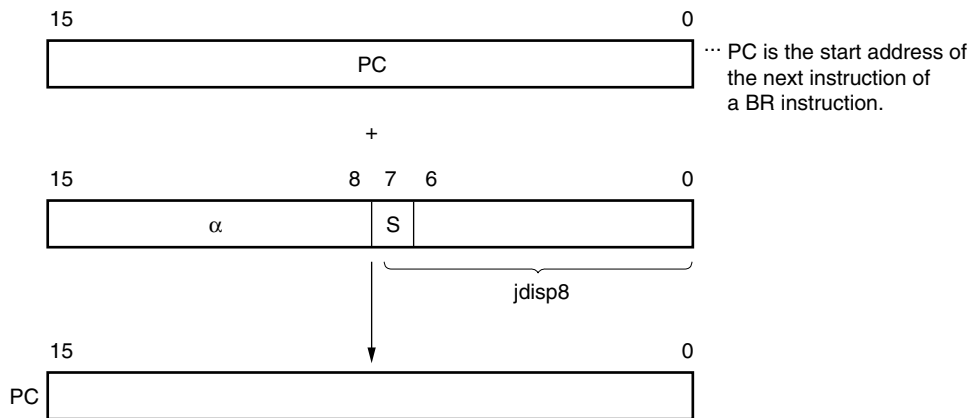 15 0
PC
... PC is the start address of
the next instruction of
a BR instruction.
+
15 8 7 6 0
α S
jdisp8
15 0
PC